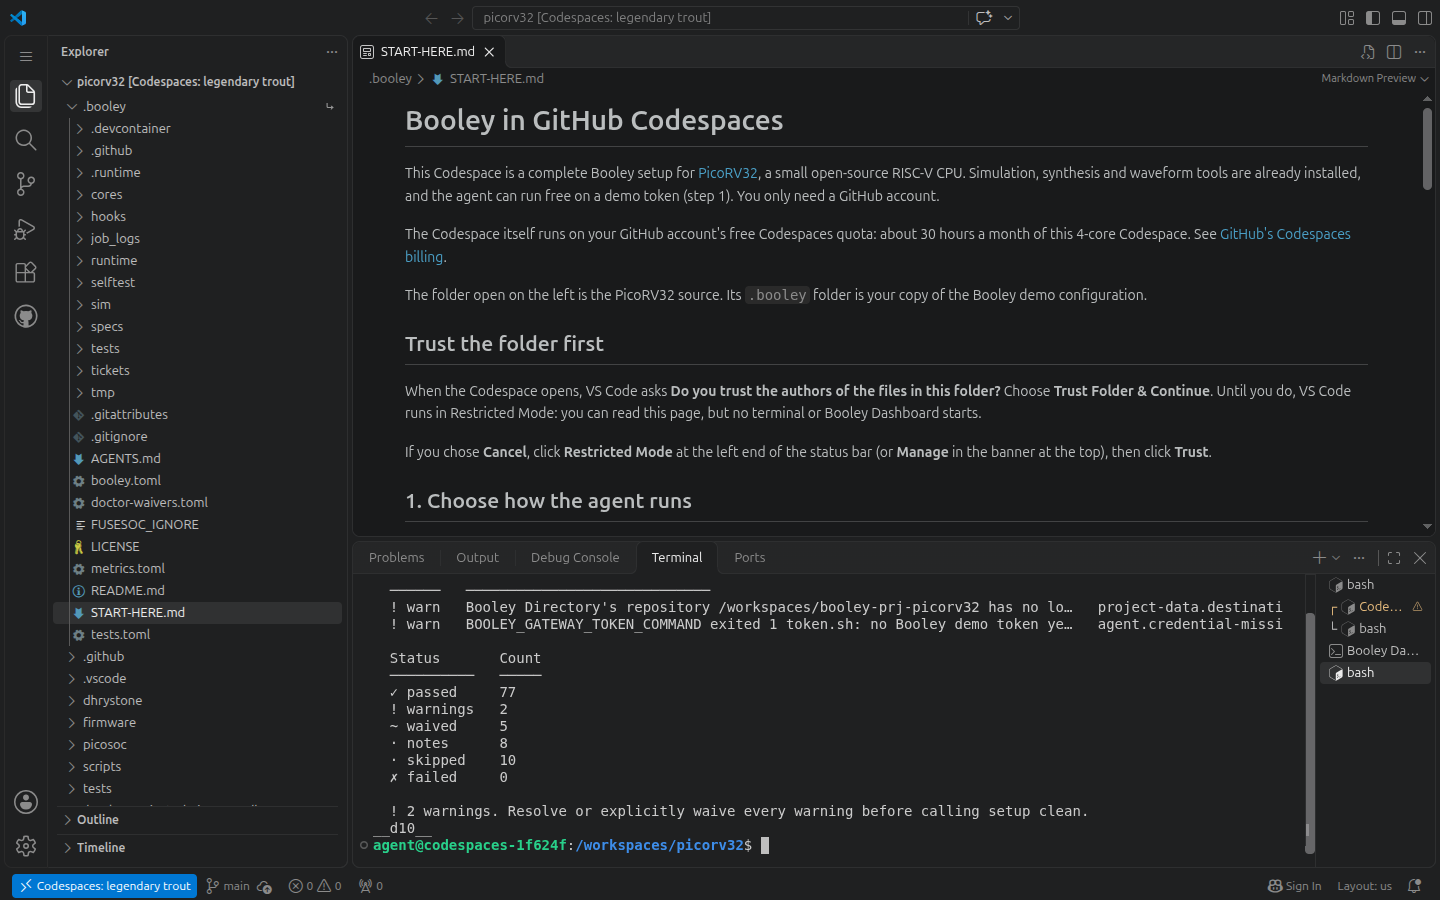 picorv32 [Codespaces: legendary trout]
Explorer
picorv32 [Codespaces: legendary trout]
.booley
.devcontainer
.github
.runtime
cores
hooks
job_logs
runtime
selftest
sim
specs
tests
tickets
tmp
.gitattributes
.gitignore
AGENTS.md
booley.toml
doctor-waivers.toml
FUSESOC_IGNORE
LICENSE
metrics.toml
README.md
START-HERE.md
tests.toml
.github
.vscode
dhrystone
firmware
picosoc
scripts
tests
Outline
Timeline
START-HERE.md
.booley > START-HERE.md
Markdown Preview
Booley in GitHub Codespaces
This Codespace is a complete Booley setup for PicoRV32, a small open-source RISC-V CPU. Simulation, synthesis and waveform tools are already installed,
and the agent can run free on a demo token (step 1). You only need a GitHub account.
The Codespace itself runs on your GitHub account's free Codespaces quota: about 30 hours a month of this 4-core Codespace. See GitHub's Codespaces
billing.
The folder open on the left is the PicoRV32 source. Its .booley folder is your copy of the Booley demo configuration.
Trust the folder first
When the Codespace opens, VS Code asks Do you trust the authors of the files in this folder? Choose Trust Folder & Continue. Until you do, VS Code
runs in Restricted Mode: you can read this page, but no terminal or Booley Dashboard starts.
If you chose Cancel, click Restricted Mode at the left end of the status bar (or Manage in the banner at the top), then click Trust.
1. Choose how the agent runs
Problems Output Debug Console Terminal Ports
! warn Booley Directory's repository /workspaces/booley-prj-picorv32 has no lo… project-data.destinati
! warn BOOLEY_GATEWAY_TOKEN_COMMAND exited 1 token.sh: no Booley demo token ye… agent.credential-missi
Status Count
✓ passed 77
! warnings 2
~ waived 5
· notes 8
· skipped 10
✗ failed 0
! 2 warnings. Resolve or explicitly waive every warning before calling setup clean.
__d10__
agent@codespaces-1f624f:/workspaces/picorv32$
bash
Code...
bash
Booley Da...
bash
Codespaces: legendary trout
main
0 0
0
Sign In
Layout: us